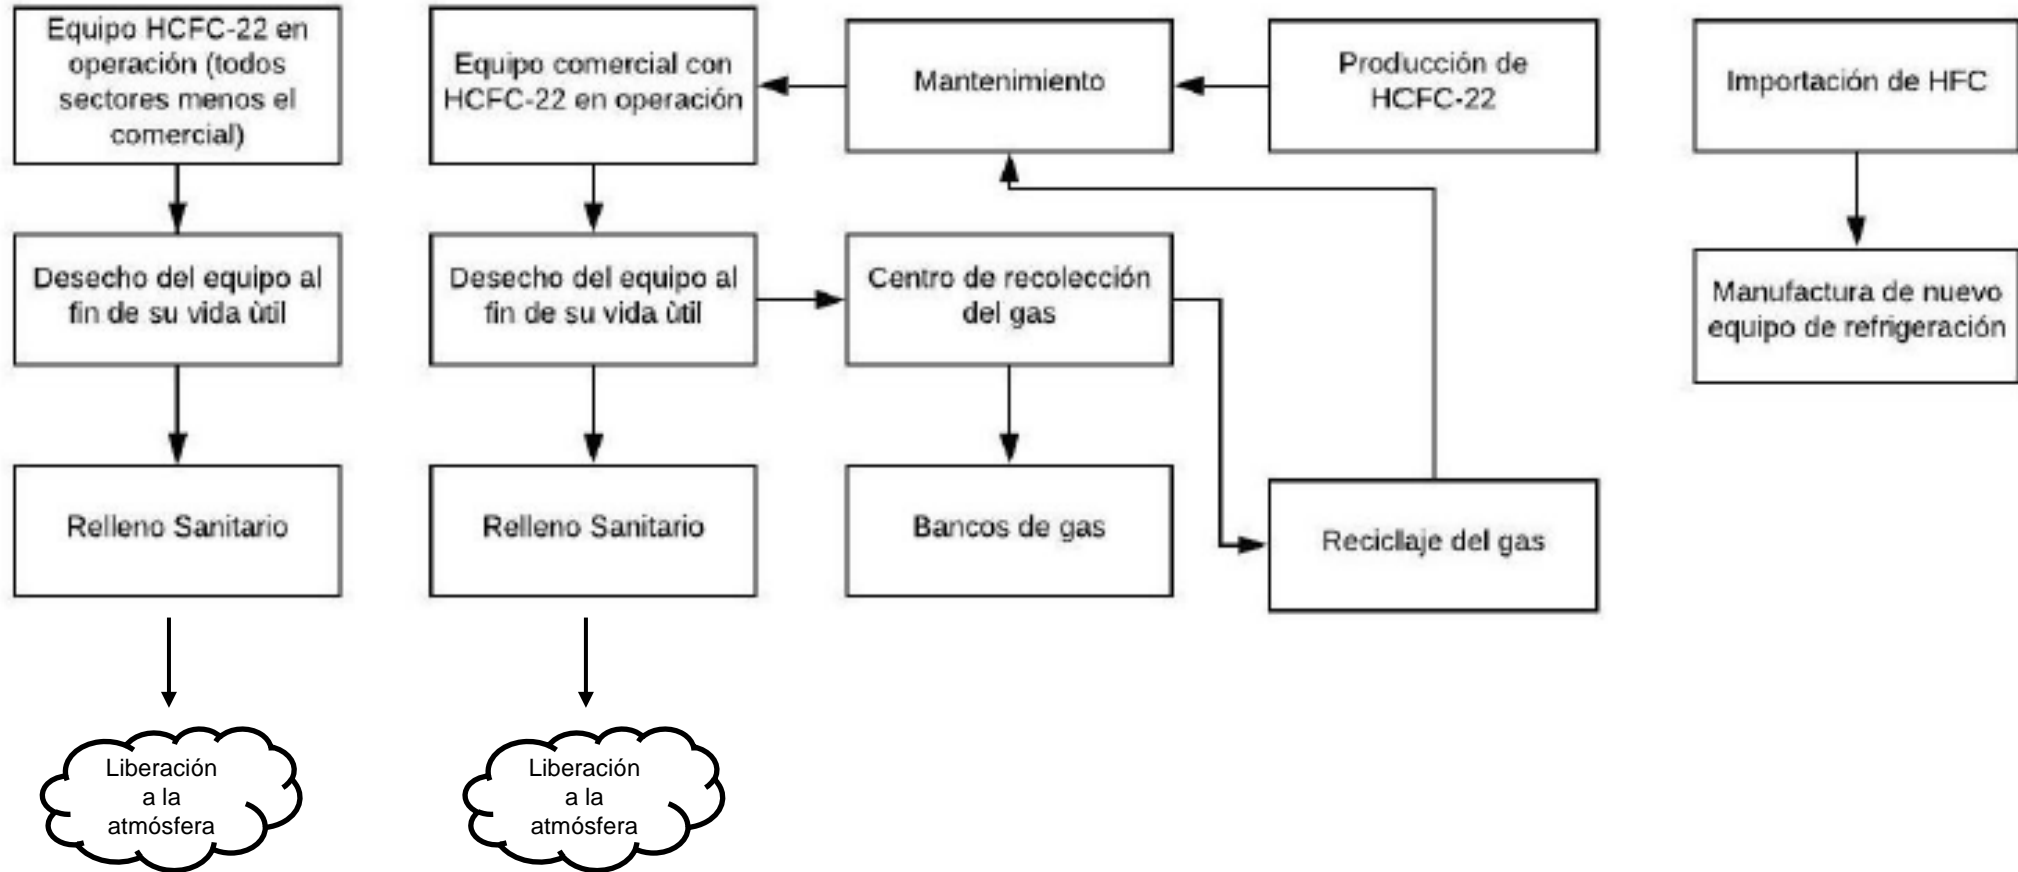 Equipo HCFC-22 en
operación (todos
sectores menos el
comercial)
Equipo comercial con
HCFC-22 en operación
Mantenimiento
Producción de
HCFC-22
Importación de HFC
Desecho del equipo al
fin de su vida ùtil
Desecho del equipo al
fin de su vida ùtil
Centro de recolección
del gas
Manufactura de nuevo
equipo de refrigeración
Relleno Sanitario
Relleno Sanitario
Bancos de gas
Recicllaje del gas
Liberación
a la
atmósfera
Liberación
a la
atmósfera